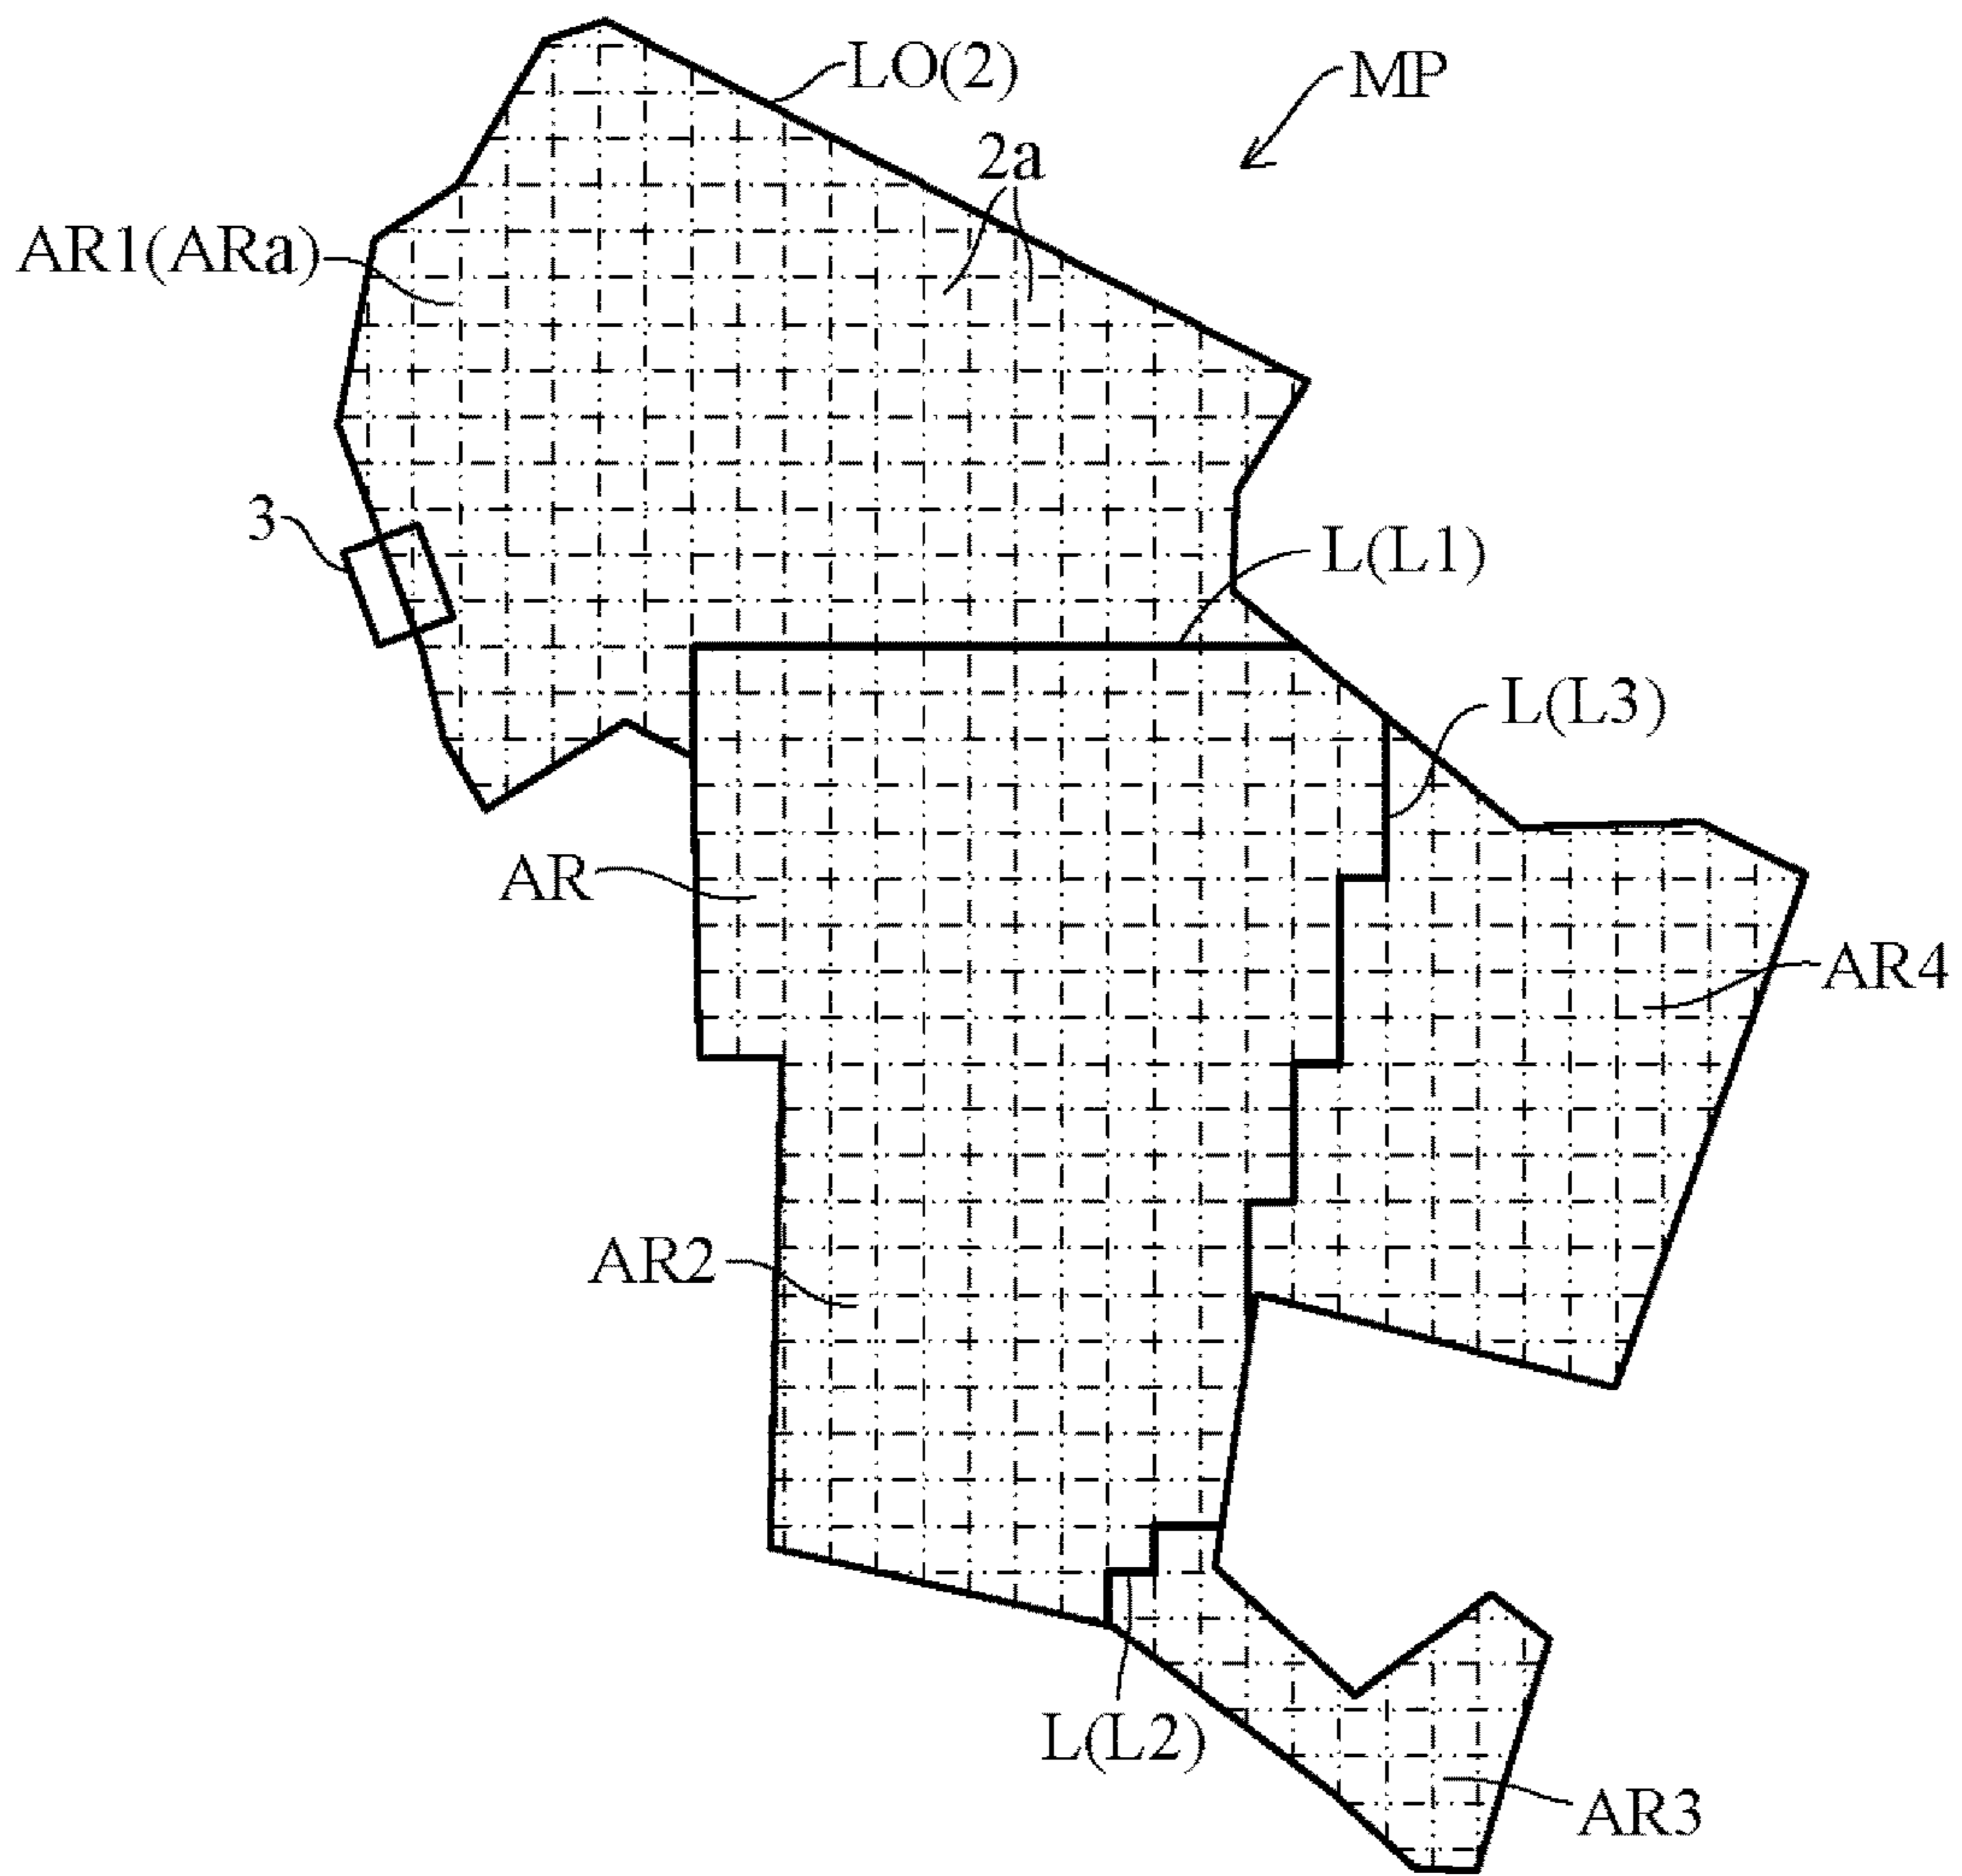 LO(2)
MP
2a
AR1(ARa)
3
L(L1)
L(L3)
AR
AR4
AR2
L(L2)
AR3